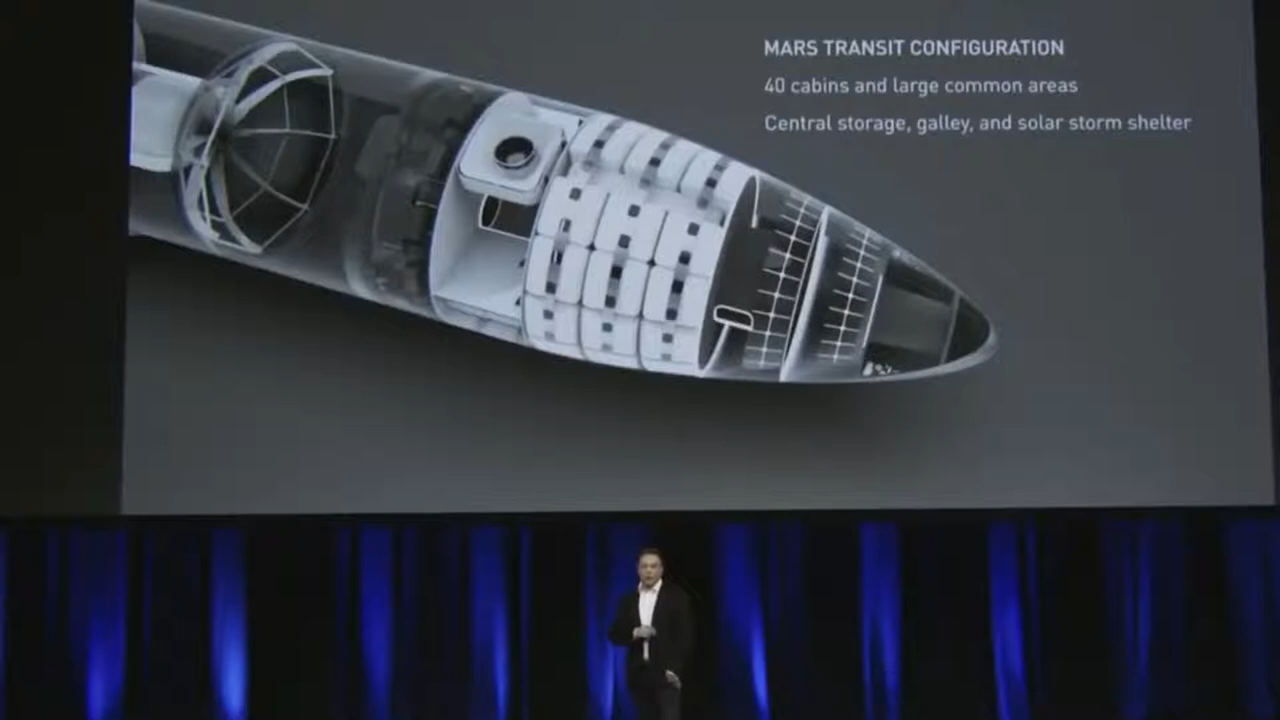 MARS TRANSIT CONFIGURATION
40 cabins and large common areas
Central storage, galley, and solar storm shelter